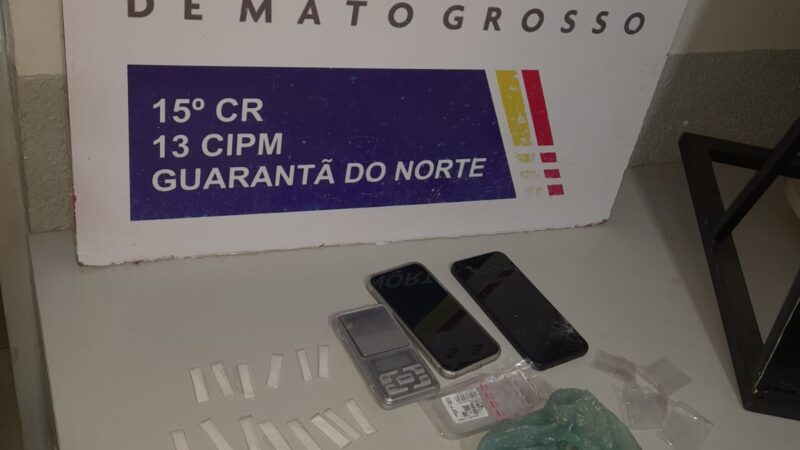 DE MATO GROSSO
15º CR
13 CIPM
GUARANTÃ DO NORTE